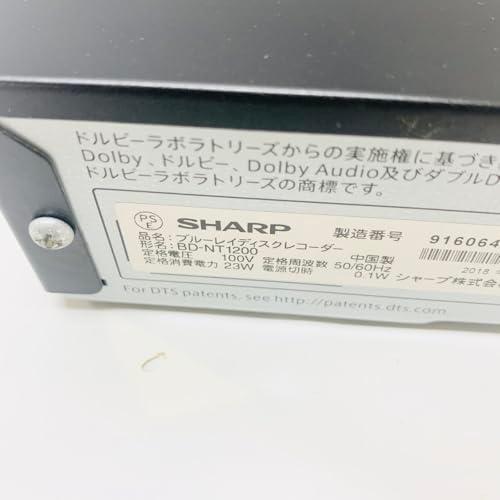 ドルビーラボラトリーズからの実施権に基づき
Dolby、ドルビー、Dolby Audio及びダブルD
ドルビーラボラトリーズの商標です。
PS E SHARP 製造番号 916064
品名: ブルーレイディスクレコーダー
形名: BD-NT1200 中国製
定格電圧 100V 定格周波数 50/60Hz 2018
定格消費電力 23W 電源切時 0.1W シャープ株式会
For DTS patents, see http://patents.dts.com